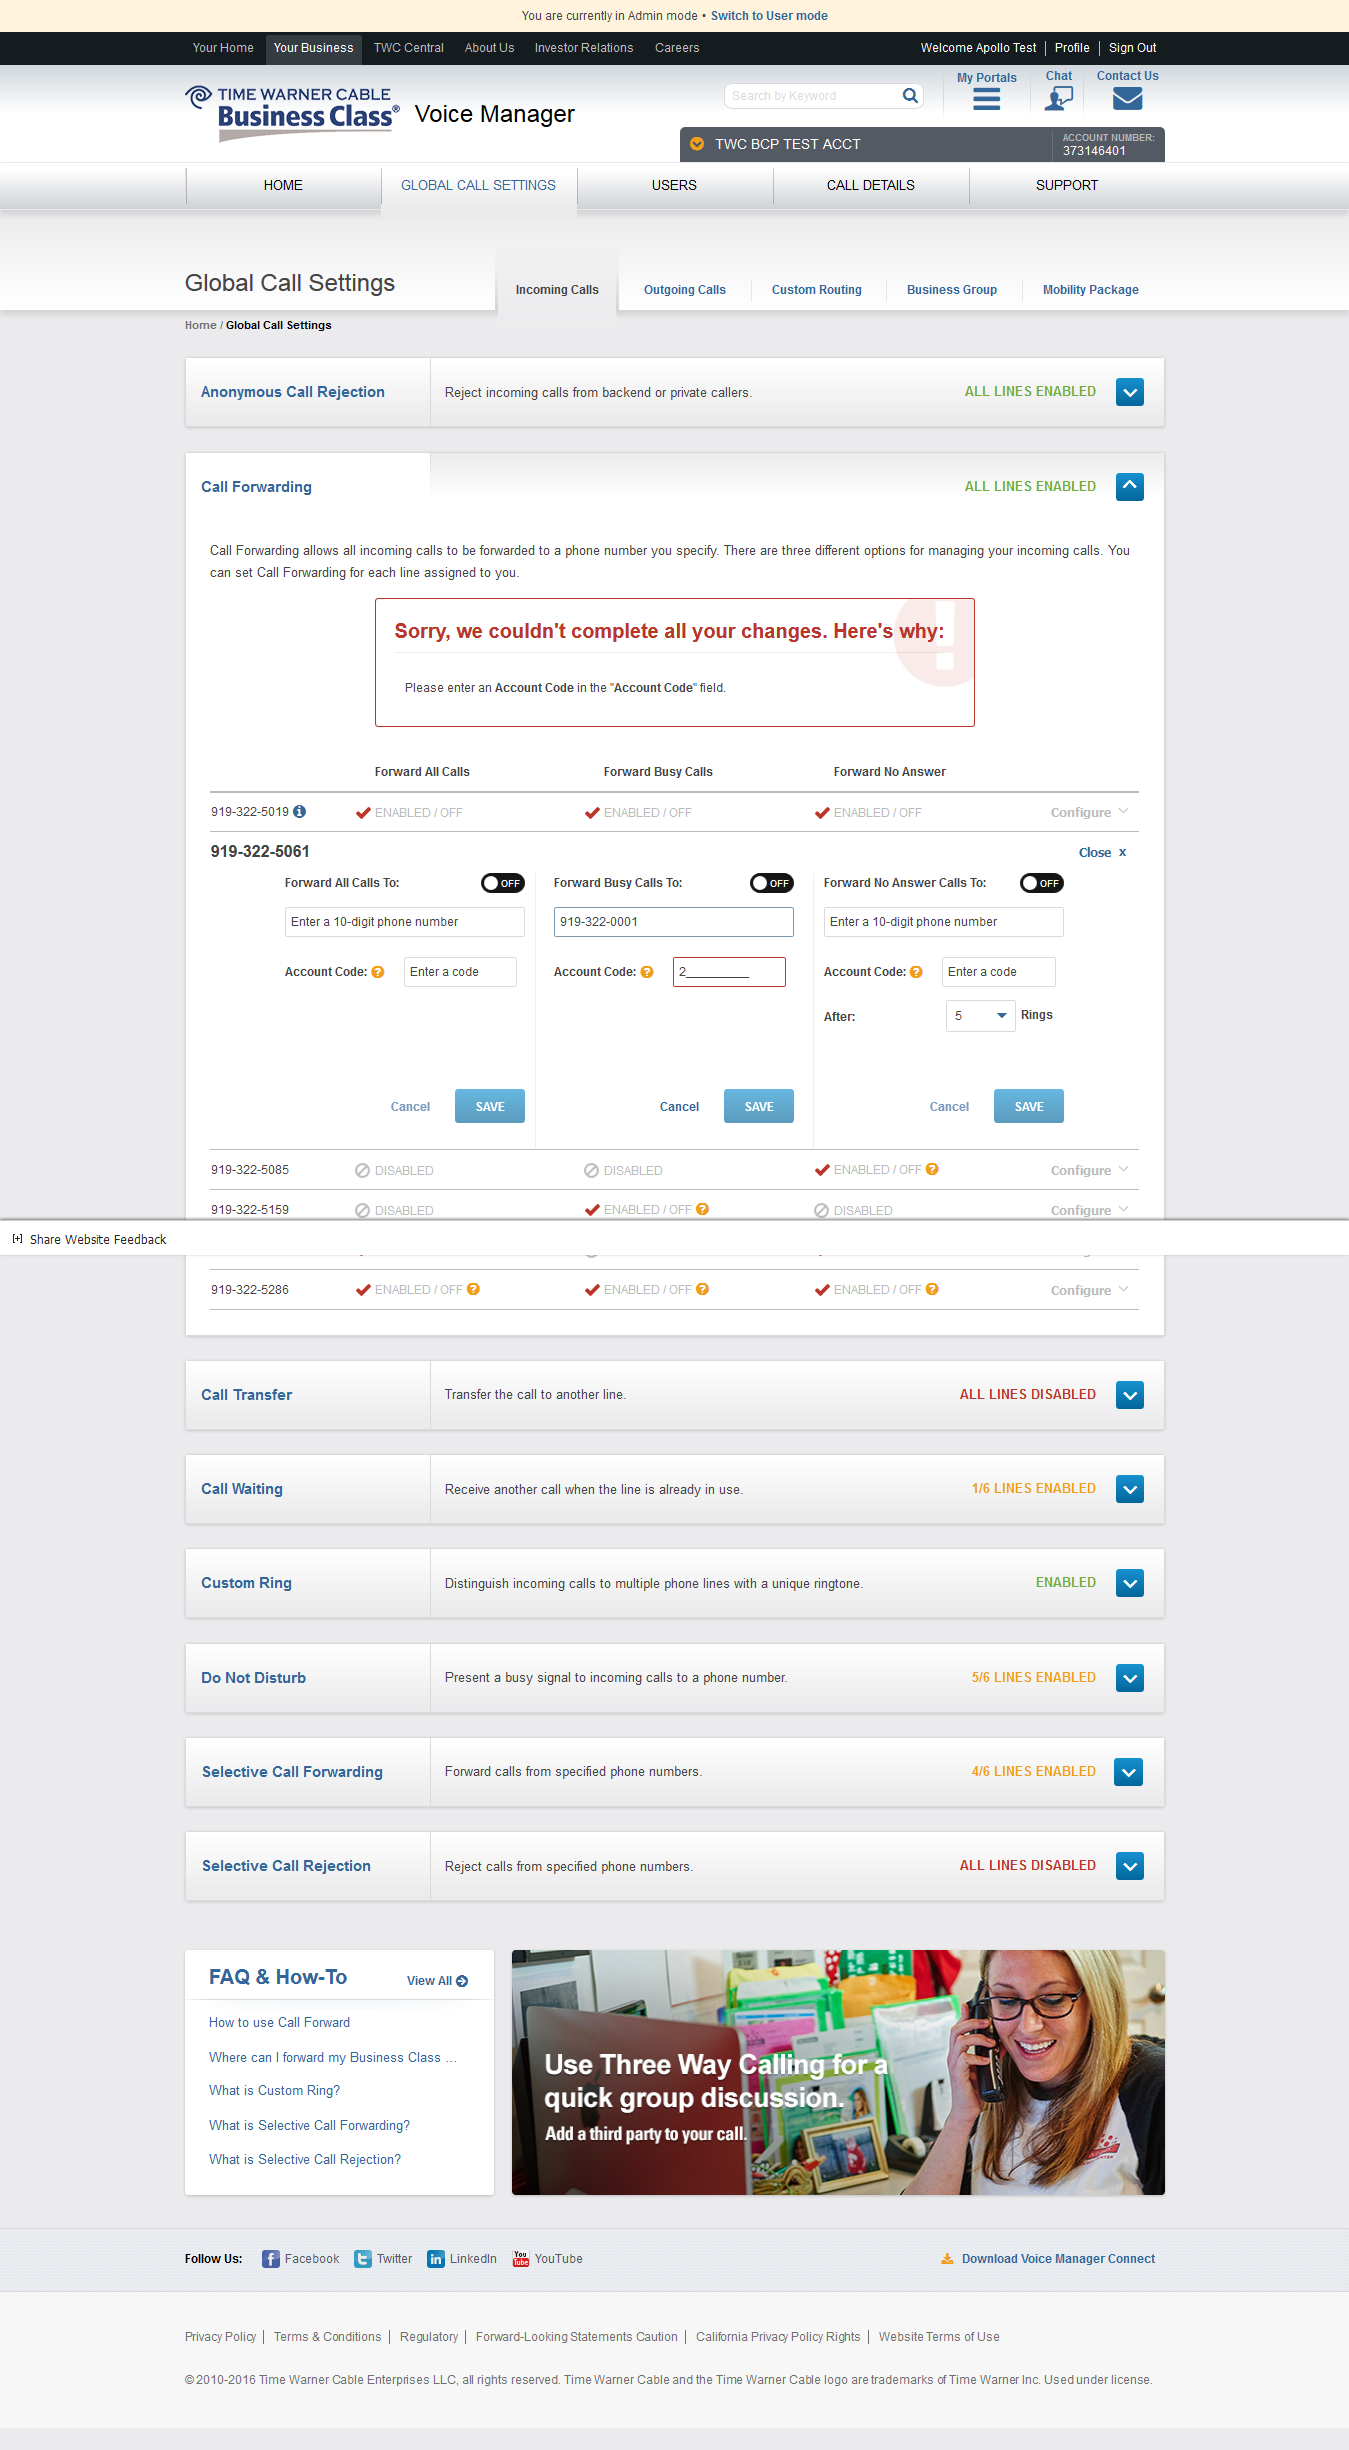 You are currently in Admin mode • Switch to User mode
Your Home Your Business TWC Central About Us Investor Relations Careers Welcome Apollo Test Profile Sign Out
TIME WARNER CABLE
Business Class® Voice Manager
Search by Keyword
My Portals Chat Contact Us
TWC BCP TEST ACCT
ACCOUNT NUMBER:
373146401
HOME GLOBAL CALL SETTINGS USERS CALL DETAILS SUPPORT
Global Call Settings
Incoming Calls Outgoing Calls Custom Routing Business Group Mobility Package
Home / Global Call Settings
Anonymous Call Rejection Reject incoming calls from backend or private callers. ALL LINES ENABLED
Call Forwarding ALL LINES ENABLED
Call Forwarding allows all incoming calls to be forwarded to a phone number you specify. There are three different options for managing your incoming calls. You
can set Call Forwarding for each line assigned to you.
Sorry, we couldn't complete all your changes. Here's why:
Please enter an Account Code in the "Account Code" field.
Forward All Calls Forward Busy Calls Forward No Answer
919-322-5019 ENABLED / OFF ENABLED / OFF ENABLED / OFF Configure
919-322-5061 Close x
Forward All Calls To: OFF Forward Busy Calls To: OFF Forward No Answer Calls To: OFF
Enter a 10-digit phone number 919-322-0001 Enter a 10-digit phone number
Account Code: ? Enter a code Account Code: ? 2_________ Account Code: ? Enter a code
After: 5 Rings
Cancel SAVE Cancel SAVE Cancel SAVE
919-322-5085 DISABLED DISABLED ENABLED / OFF ? Configure
919-322-5159 DISABLED ENABLED / OFF ? DISABLED Configure
[+] Share Website Feedback
919-322-5286 ENABLED / OFF ? ENABLED / OFF ? ENABLED / OFF ? Configure
Call Transfer Transfer the call to another line. ALL LINES DISABLED
Call Waiting Receive another call when the line is already in use. 1/6 LINES ENABLED
Custom Ring Distinguish incoming calls to multiple phone lines with a unique ringtone. ENABLED
Do Not Disturb Present a busy signal to incoming calls to a phone number. 5/6 LINES ENABLED
Selective Call Forwarding Forward calls from specified phone numbers. 4/6 LINES ENABLED
Selective Call Rejection Reject calls from specified phone numbers. ALL LINES DISABLED
FAQ & How-To View All
How to use Call Forward
Where can I forward my Business Class ...
What is Custom Ring?
What is Selective Call Forwarding?
What is Selective Call Rejection?
Use Three Way Calling for a
quick group discussion.
Add a third party to your call.
Follow Us: Facebook Twitter LinkedIn YouTube Download Voice Manager Connect
Privacy Policy Terms & Conditions Regulatory Forward-Looking Statements Caution California Privacy Policy Rights Website Terms of Use
© 2010-2016 Time Warner Cable Enterprises LLC, all rights reserved. Time Warner Cable and the Time Warner Cable logo are trademarks of Time Warner Inc. Used under license.